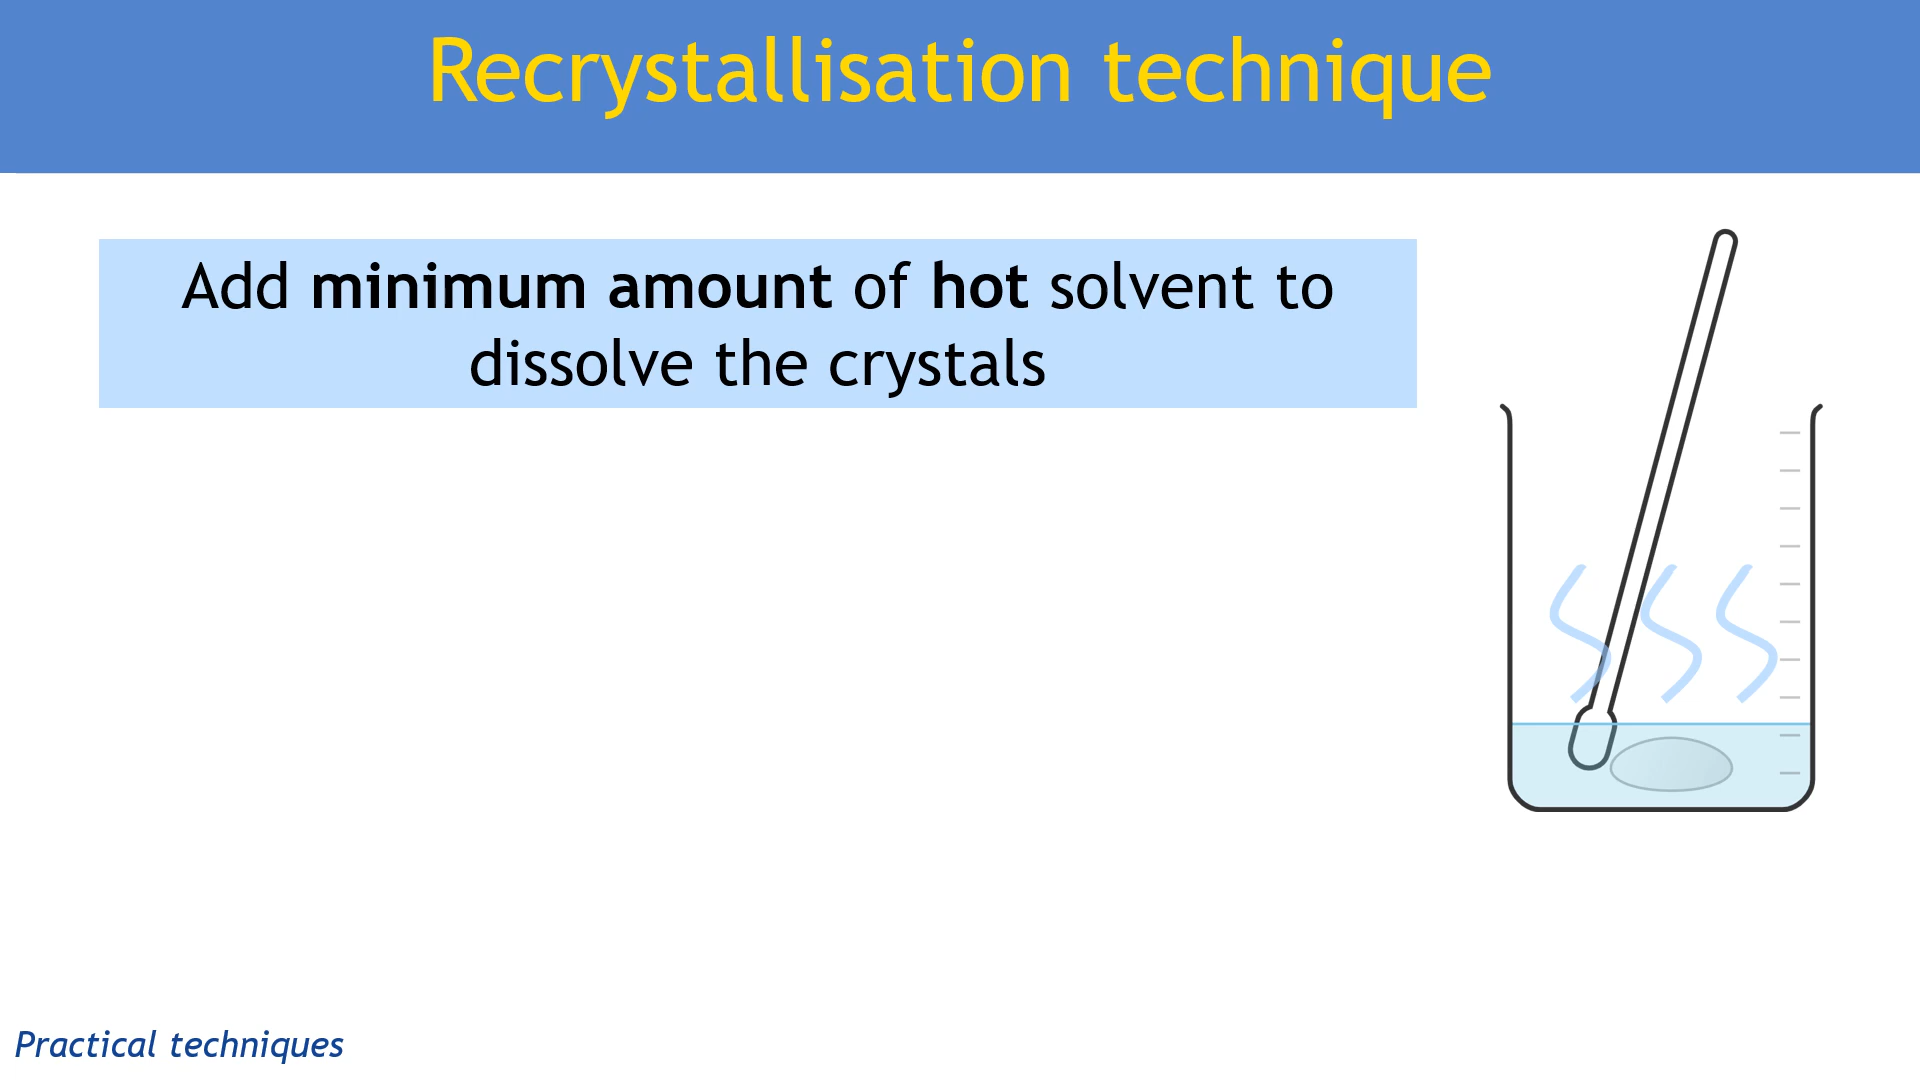 Recrystallisation technique
Add minimum amount of hot solvent to
dissolve the crystals
Practical techniques